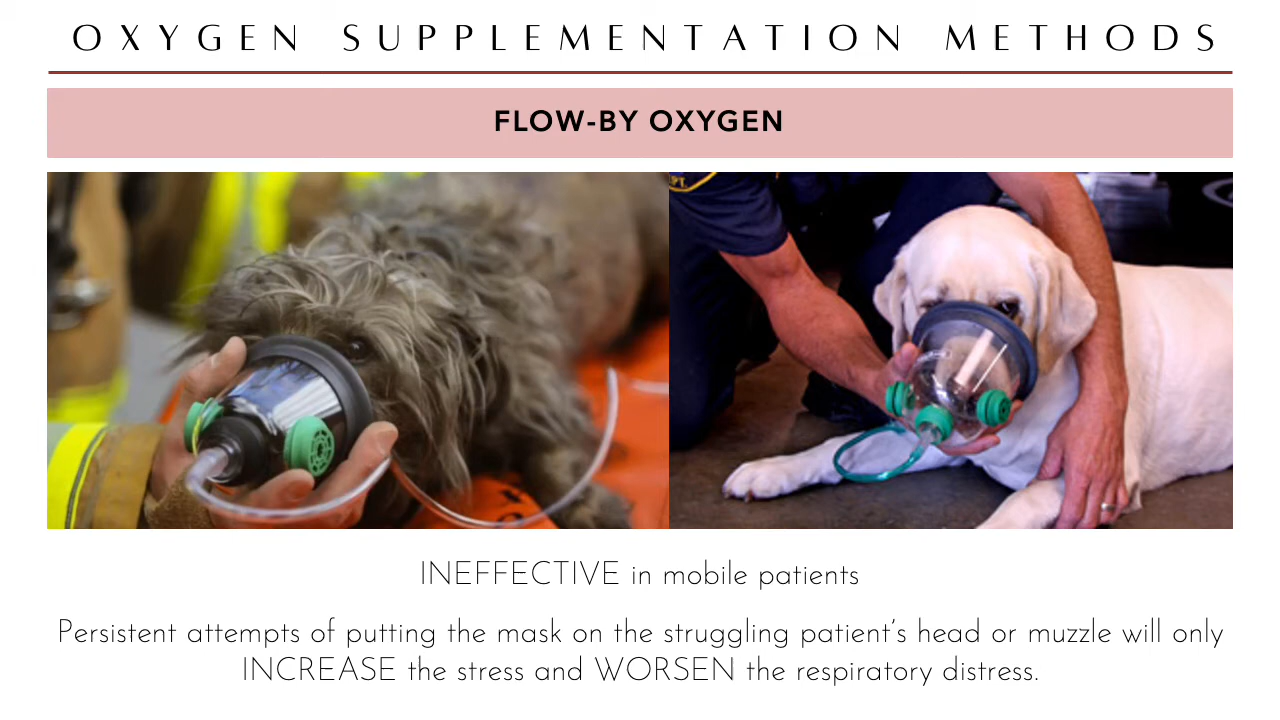 OXYGEN SUPPLEMENTATION METHODS
FLOW-BY OXYGEN
PT.
INEFFECTIVE in mobile patients
Persistent attempts of putting the mask on the struggling patient's head or muzzle will only
INCREASE the stress and WORSEN the respiratory distress.